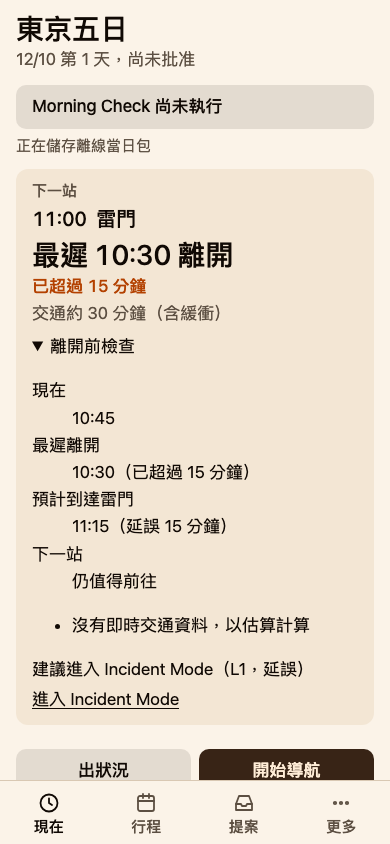 東京五日
12/10 第 1 天，尚未批准
Morning Check 尚未執行
正在儲存離線當日包
下一站
11:00 雷門
最遲 10:30 離開
已超過 15 分鐘
交通約 30 分鐘（含緩衝）
▼ 離開前檢查
現在
10:45
最遲離開
10:30（已超過 15 分鐘）
預計到達雷門
11:15（延誤 15 分鐘）
下一站
仍值得前往
• 沒有即時交通資料，以估算計算
建議進入 Incident Mode（L1，延誤）
進入 Incident Mode
出狀況
開始導航
現在
行程
提案
更多